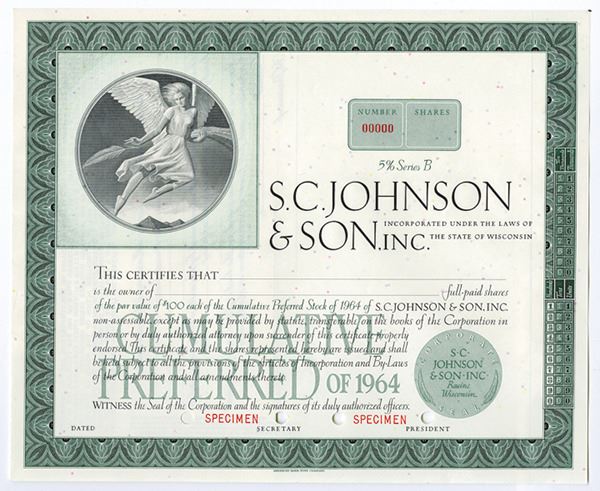 NUMBER SHARES
00000
5% Series B
S.C. JOHNSON
& SON, INC.
INCORPORATED UNDER THE LAWS OF
THE STATE OF WISCONSIN
THIS CERTIFIES THAT
is the owner of full-paid shares
of the par value of $100 each of the Cumulative Preferred Stock of 1964 of S.C. JOHNSON & SON, INC.
non-assessable except as may be provided by statute, transferable on the books of the Corporation in
person or by duly authorized attorney upon surrender of this certificate properly
endorsed. This certificate and the shares represented hereby are issued and shall
be held subject to all the provisions of the Articles of Incorporation and By-Laws
of the Corporation and all amendments thereto.
CUMULATIVE
PREFERRED OF 1964
CORPORATE
S·C·
JOHNSON
& SON·INC
Racine
Wisconsin
SEAL
WITNESS the Seal of the Corporation and the signatures of its duly authorized officers:
SPECIMEN SPECIMEN
DATED SECRETARY PRESIDENT
AMERICAN BANK NOTE COMPANY